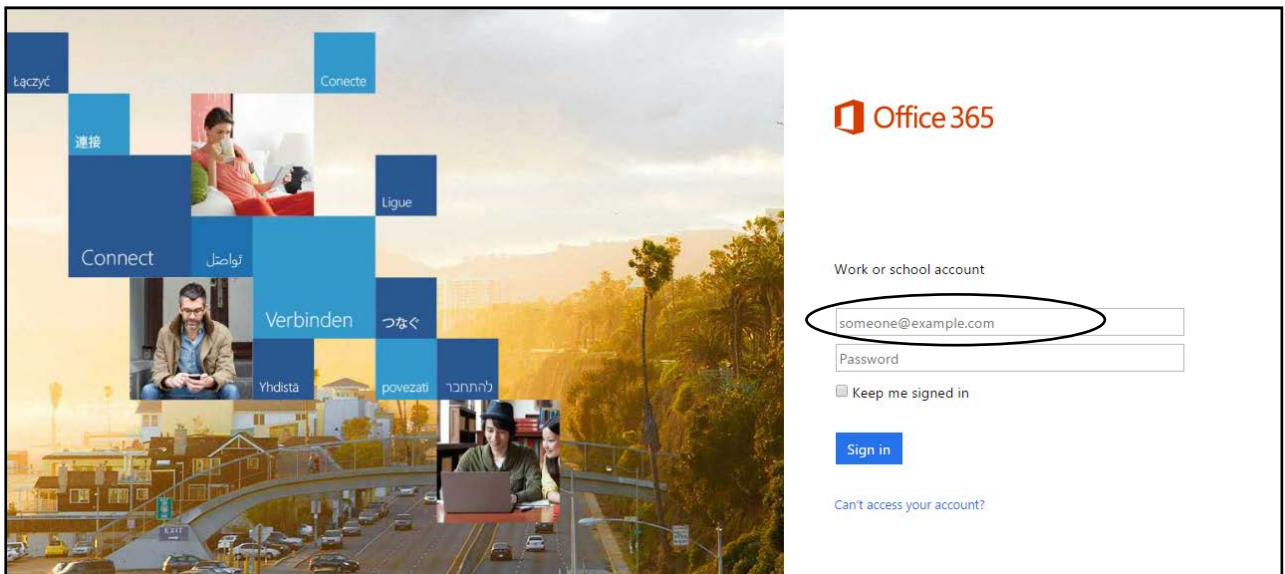 Łączyć
Conecte
連接
Ligue
Connect
تواصل
Verbinden
つなぐ
Yhdistä
povezati
להתחבר
EXIT
Office 365
Work or school account
someone@example.com
Password
Keep me signed in
Sign in
Can't access your account?